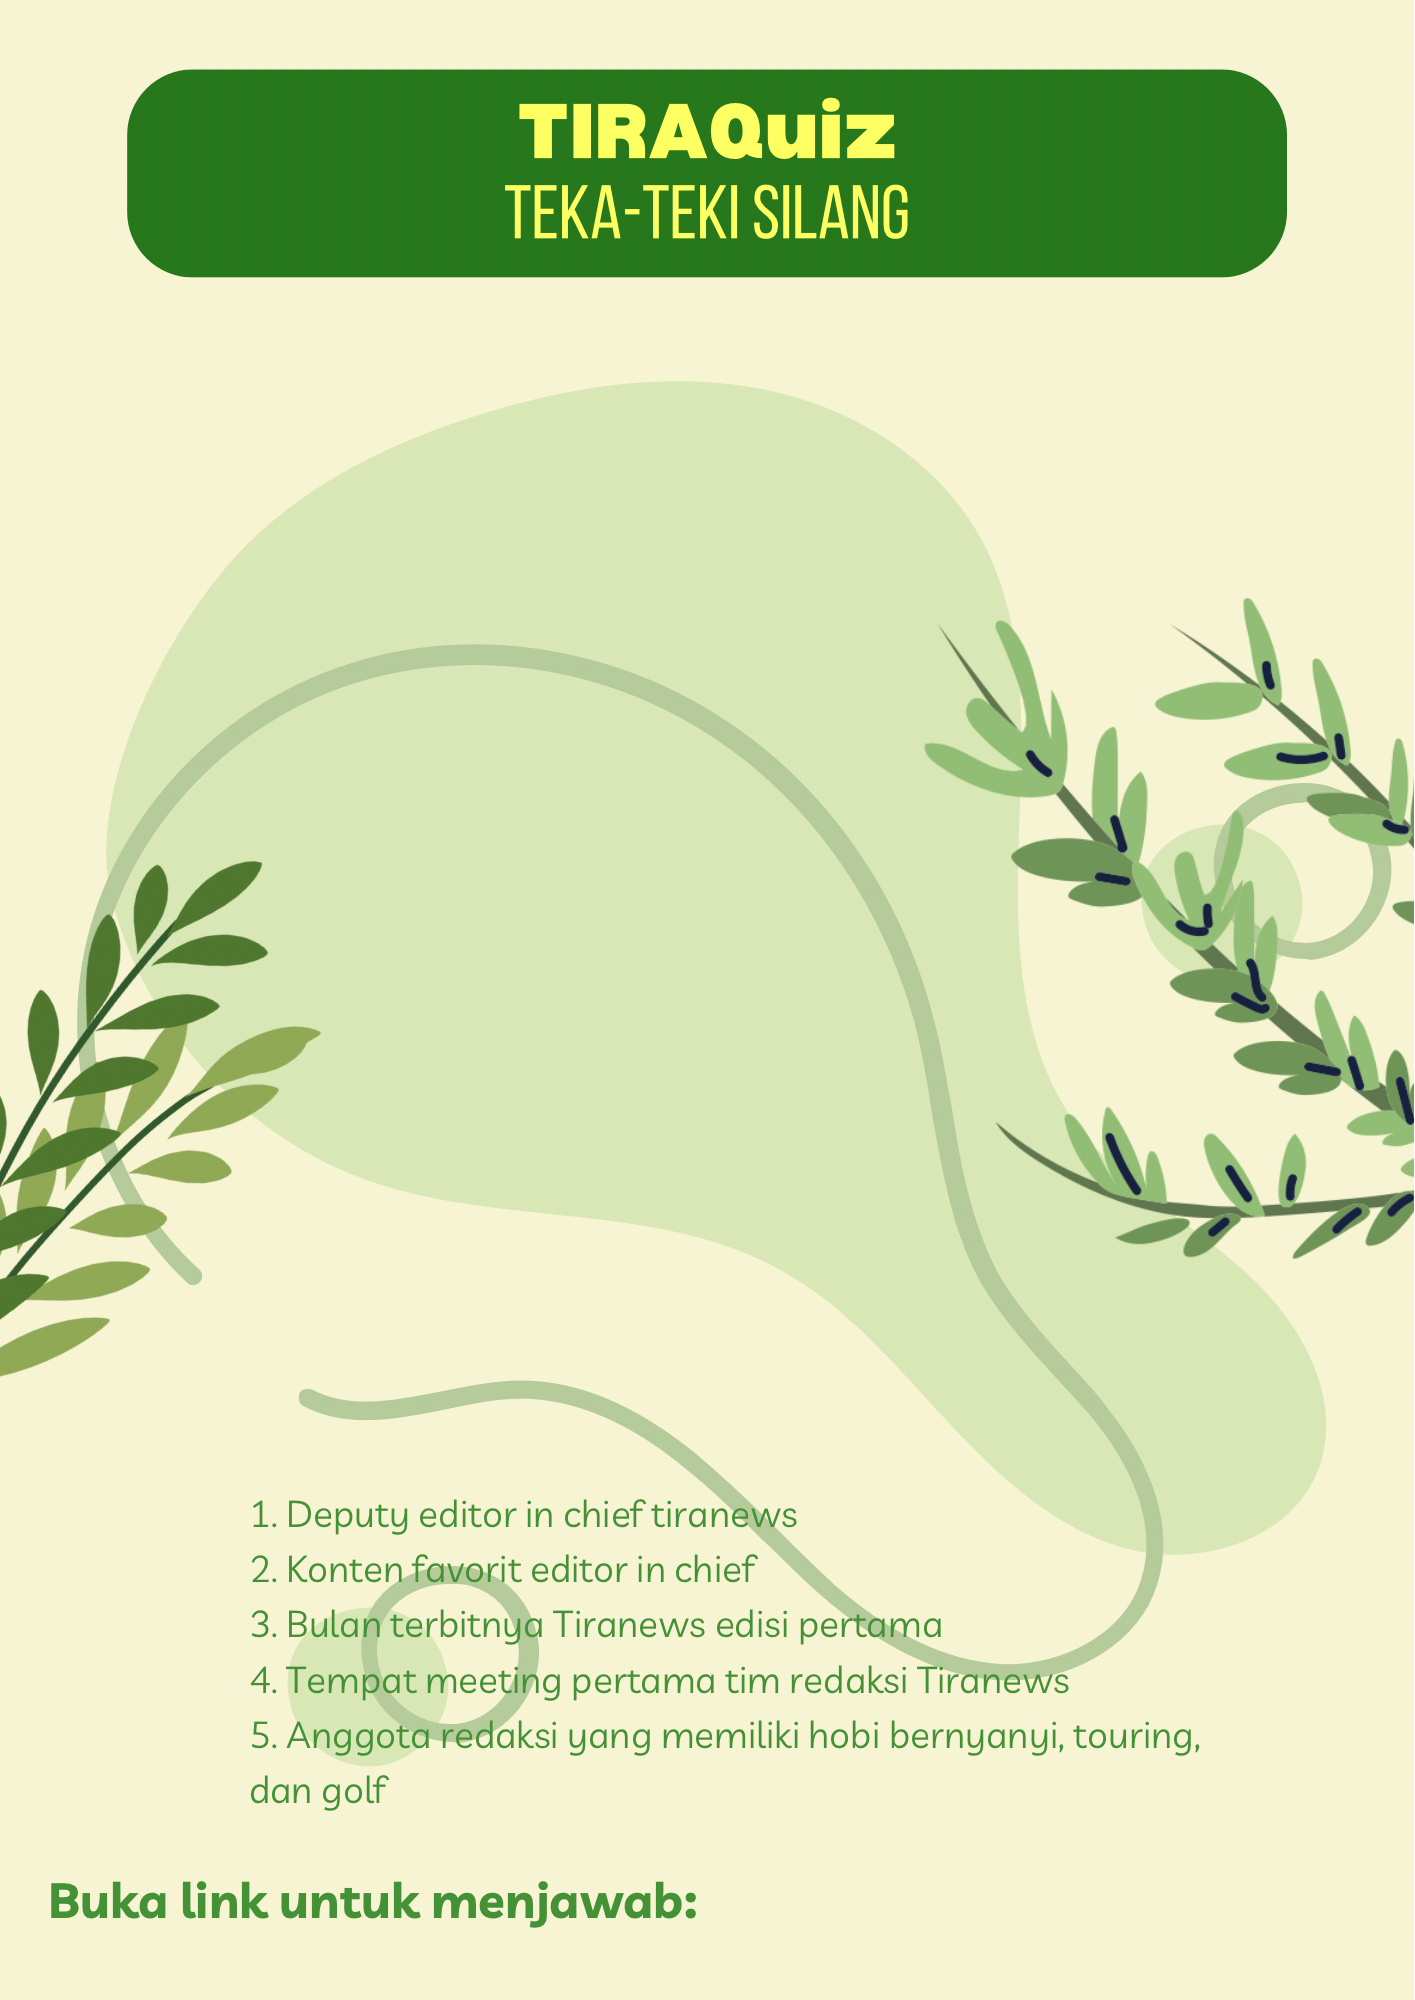 TIRAQuiz
TEKA-TEKI SILANG
1. Deputy editor in chief tiranews
2. Konten favorit editor in chief
3. Bulan terbitnya Tiranews edisi pertama
4. Tempat meeting pertama tim redaksi Tiranews
5. Anggota redaksi yang memiliki hobi bernyanyi, touring,
dan golf
Buka link untuk menjawab: